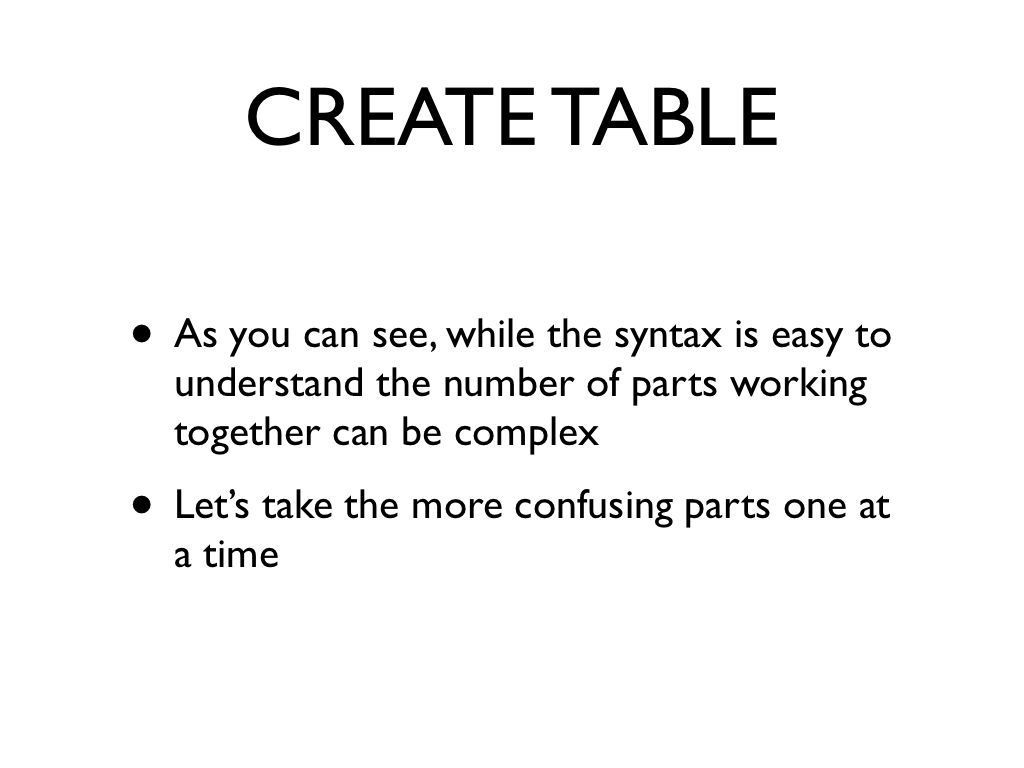 CREATE TABLE
• As you can see, while the syntax is easy to
understand the number of parts working
together can be complex
• Let’s take the more confusing parts one at
a time